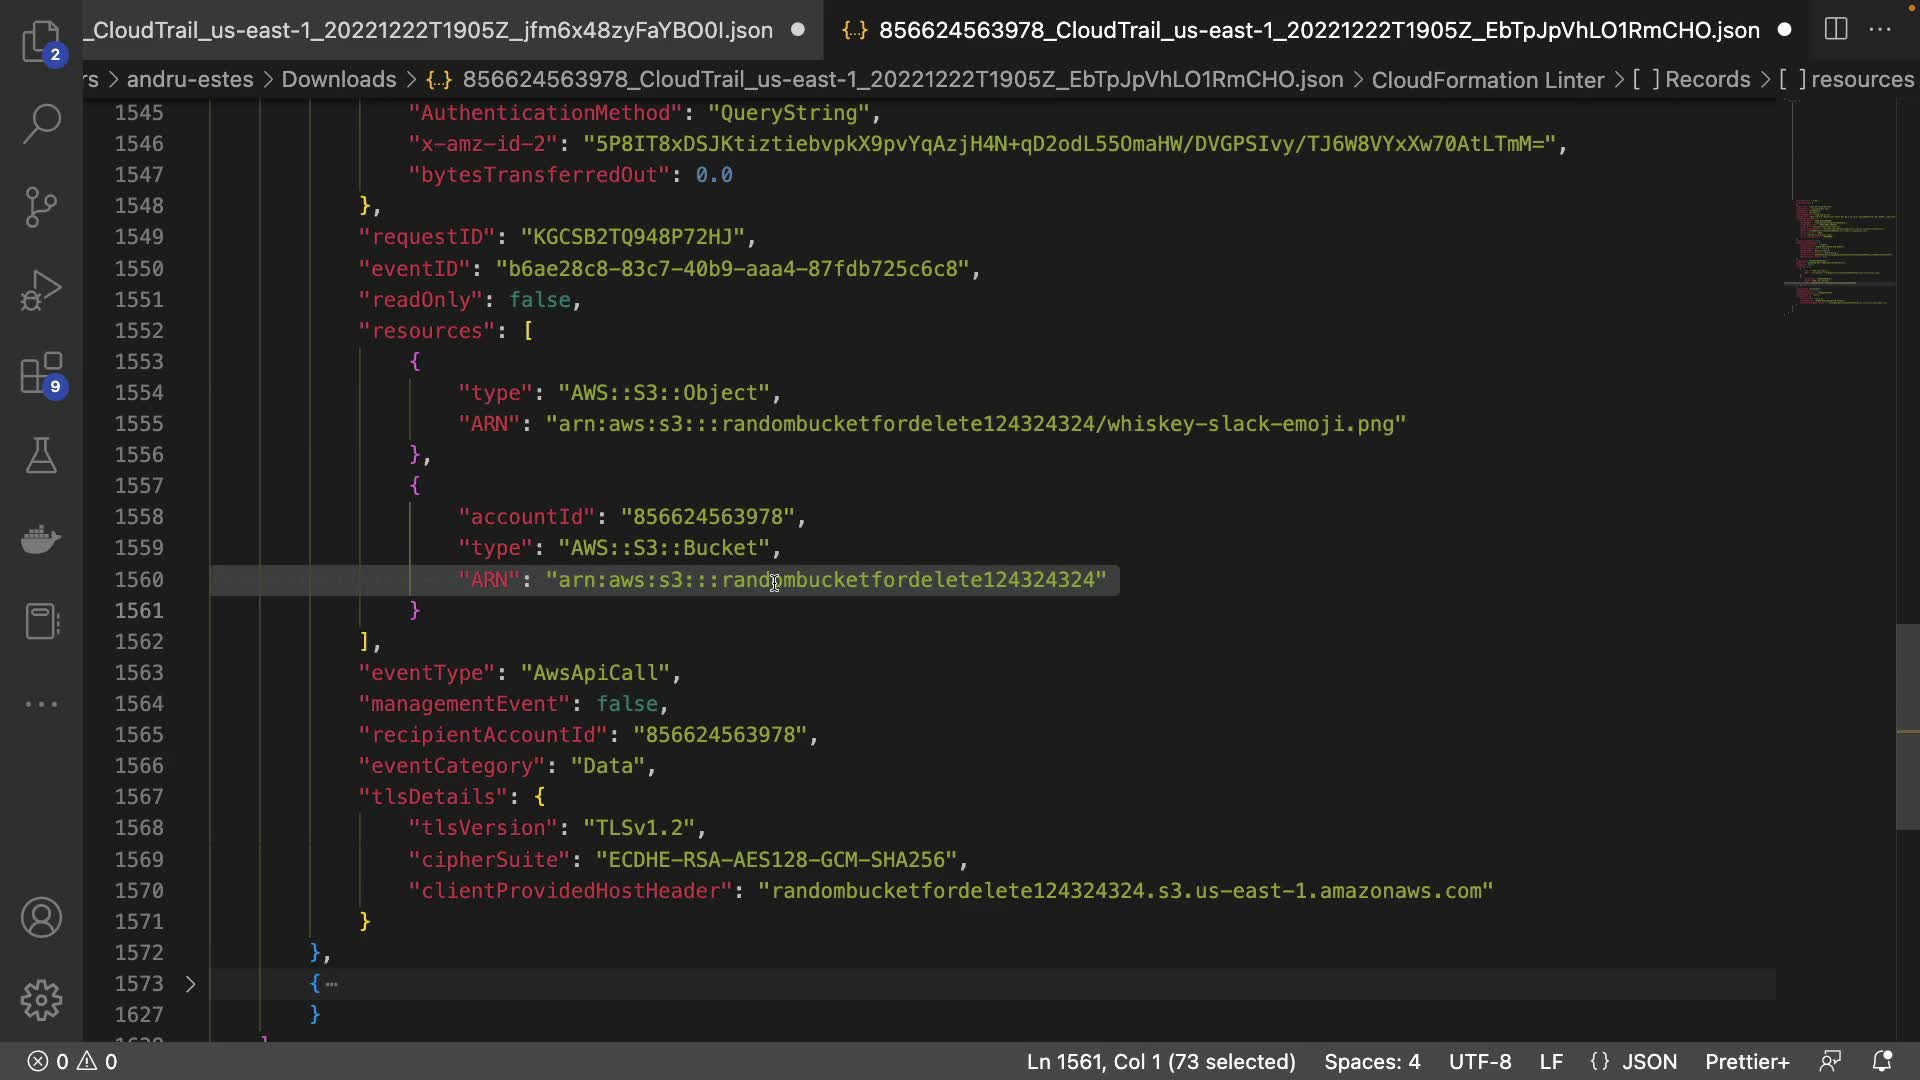 _CloudTrail_us-east-1_20221222T1905Z_jfm6x48zyFaYBO0I.json
{..} 856624563978_CloudTrail_us-east-1_20221222T1905Z_EbTpJpVhLO1RmCHO.json
rs > andru-estes > Downloads > {..} 856624563978_CloudTrail_us-east-1_20221222T1905Z_EbTpJpVhLO1RmCHO.json > CloudFormation Linter > [ ] Records > [ ] resources
2
9
1545 "AuthenticationMethod": "QueryString",
1546 "x-amz-id-2": "5P8IT8xDSJKtiztiebvpkX9pvYqAzjH4N+qD2odL55OmaHW/DVGPSIvy/TJ6W8VYxXw70AtLTmM=",
1547 "bytesTransferredOut": 0.0
1548 },
1549 "requestID": "KGCSB2TQ948P72HJ",
1550 "eventID": "b6ae28c8-83c7-40b9-aaa4-87fdb725c6c8",
1551 "readOnly": false,
1552 "resources": [
1553 {
1554 "type": "AWS::S3::Object",
1555 "ARN": "arn:aws:s3:::randombucketfordelete124324324/whiskey-slack-emoji.png"
1556 },
1557 {
1558 "accountId": "856624563978",
1559 "type": "AWS::S3::Bucket",
1560 "ARN": "arn:aws:s3:::randombucketfordelete124324324"
1561 }
1562 ],
1563 "eventType": "AwsApiCall",
1564 "managementEvent": false,
1565 "recipientAccountId": "856624563978",
1566 "eventCategory": "Data",
1567 "tlsDetails": {
1568 "tlsVersion": "TLSv1.2",
1569 "cipherSuite": "ECDHE-RSA-AES128-GCM-SHA256",
1570 "clientProvidedHostHeader": "randombucketfordelete124324324.s3.us-east-1.amazonaws.com"
1571 }
1572 },
1573 > { ⋯
1627 }
0 0 Ln 1561, Col 1 (73 selected) Spaces: 4 UTF-8 LF {} JSON Prettier+